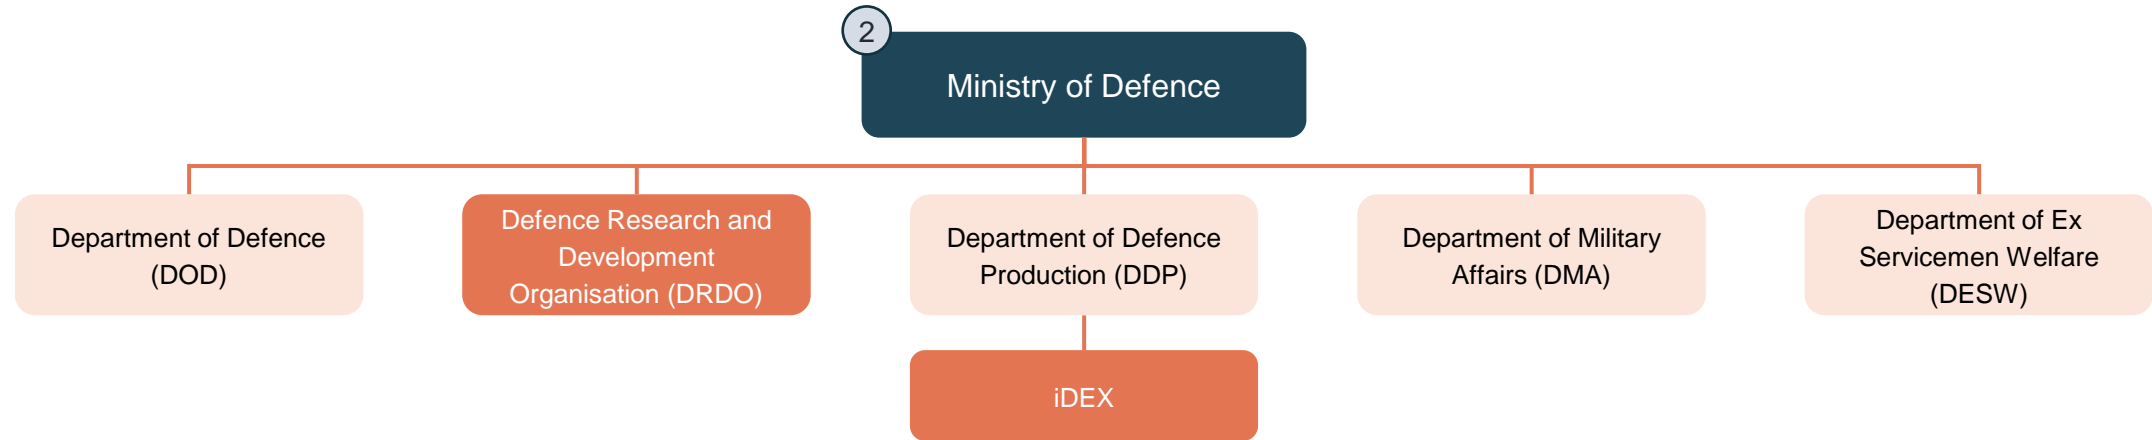 2
Ministry of Defence
Department of Defence
(DOD)
Defence Research and
Development
Organisation (DRDO)
Department of Defence
Production (DDP)
Department of Military
Affairs (DMA)
Department of Ex
Servicemen Welfare
(DESW)
iDEX